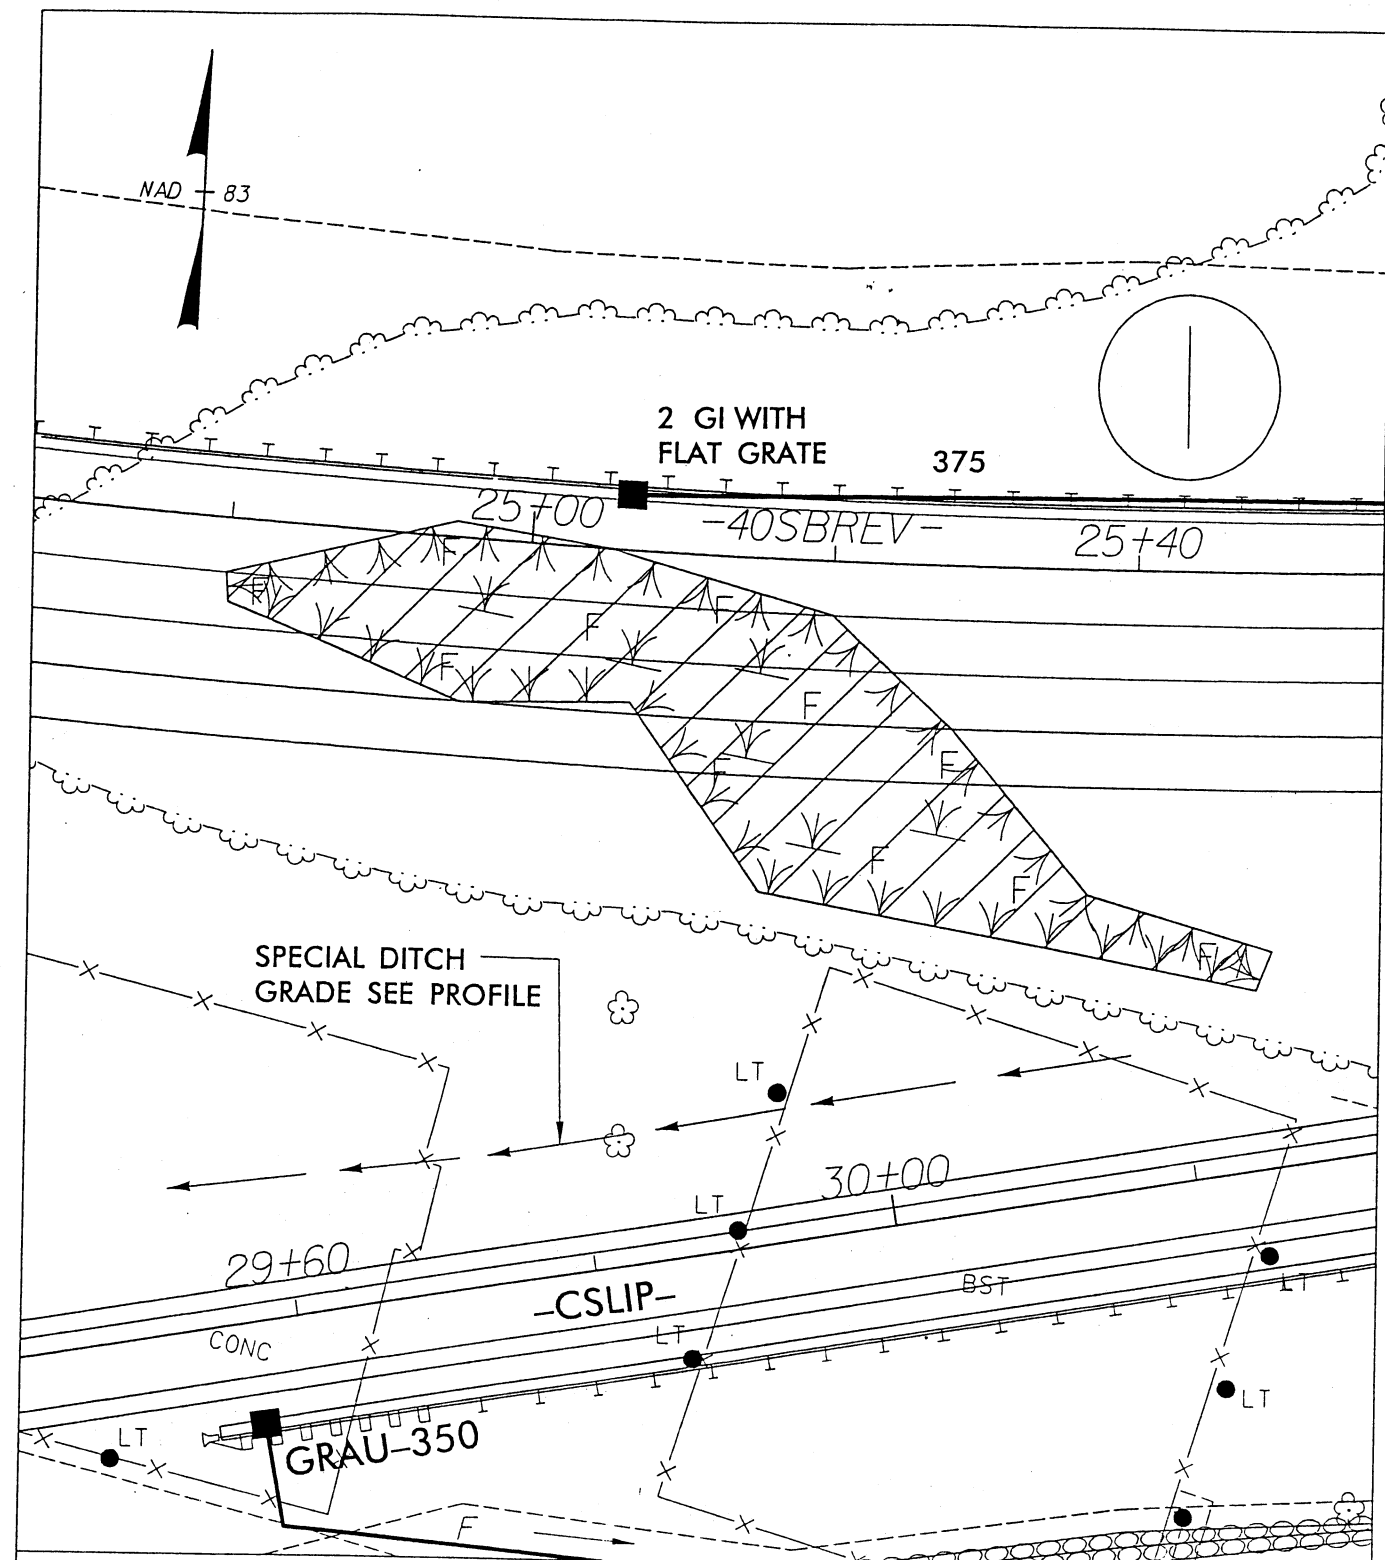 NAD 83
2 GI WITH
FLAT GRATE
375
25+00
-40SBREV-
25+40
F
F
F
F
F
F
F
F
F
F
F
F
SPECIAL DITCH
GRADE SEE PROFILE
LT
30+00
LT
29+60
-CSLIP-
BST
LT
CONC
LT
LT
LT
GRAU-350
F